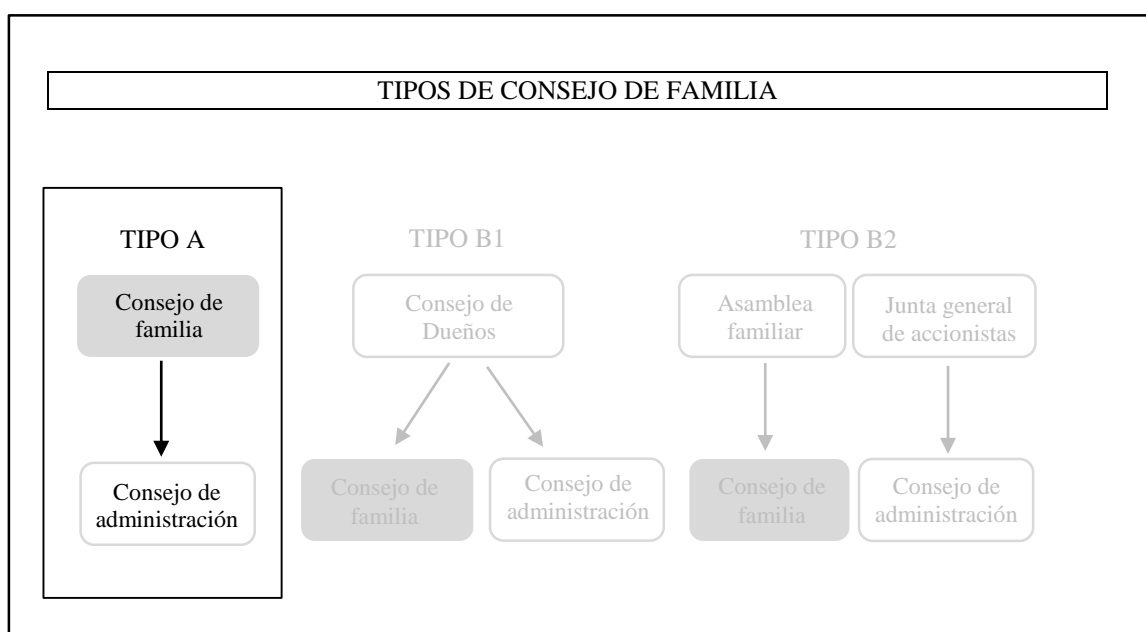 TIPOS DE CONSEJO DE FAMILIA
TIPO A
Consejo de
familia
Consejo de
administración
TIPO B1
Consejo de
Dueños
Consejo de
familia
Consejo de
administración
TIPO B2
Asamblea
familiar
Junta general
de accionistas
Consejo de
familia
Consejo de
administración